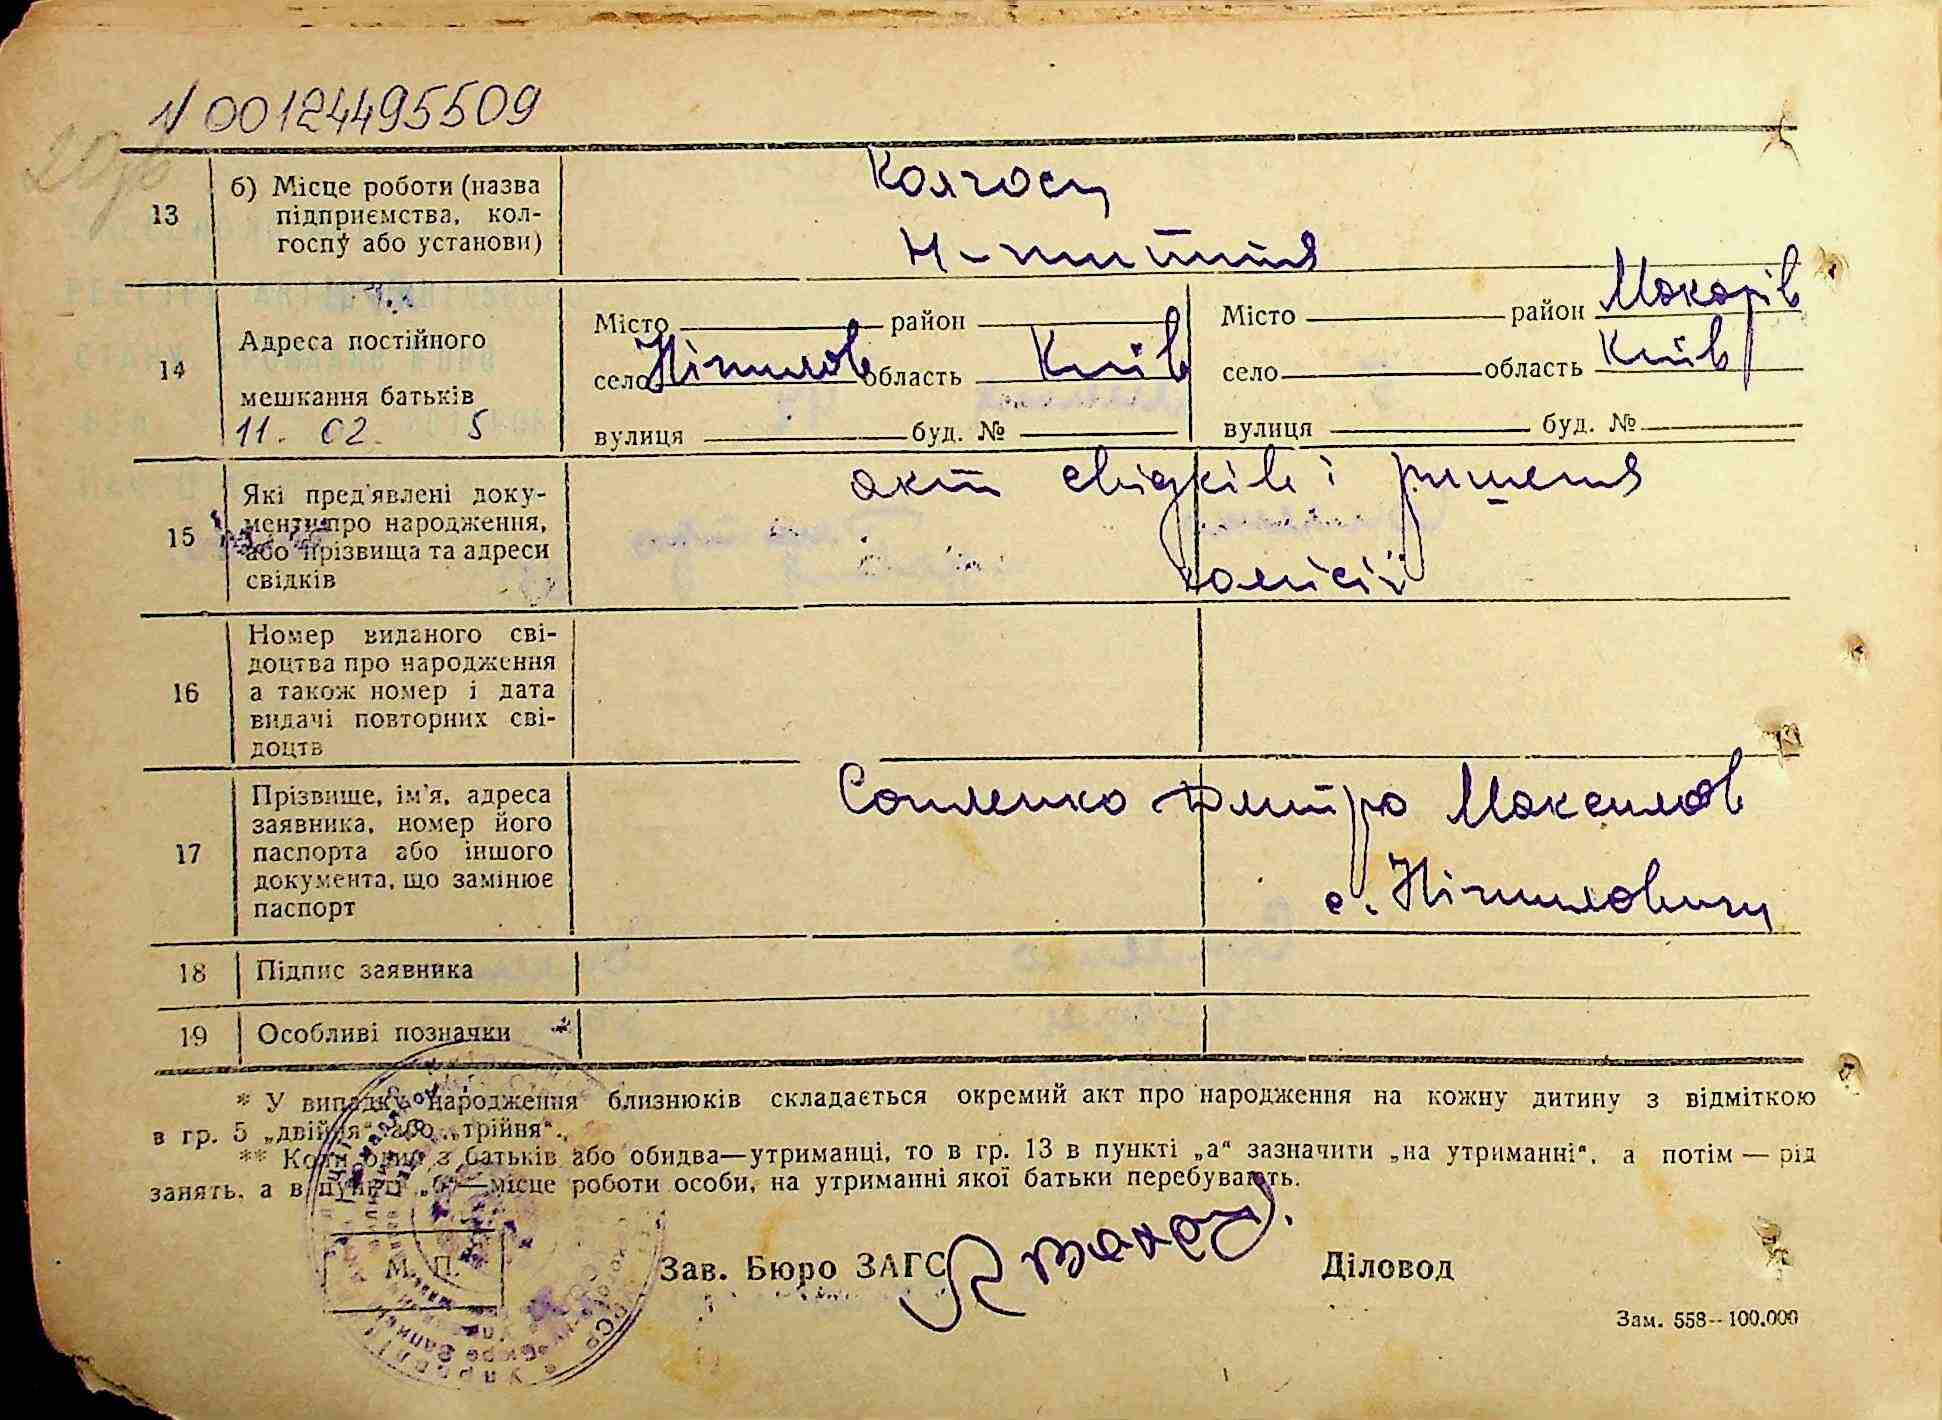 N 00124495509
13
б) Місце роботи (назва
підприємства, кол-
госпу або установи)
Колгосп
14
Адреса постійного
мешкання батьків
11. 02. 5
Місто район
село Ніжилов область Київ
вулиця буд. №
Місто район Макарів
село область Київ
вулиця буд. №
15
Які пред'явлені доку-
менти про народження,
або прізвища та адреси
свідків
акт свідків і ришення
комісії
16
Номер виданого сві-
доцтва про народження
а також номер і дата
видачі повторних сві-
доцтв
17
Прізвище, ім'я, адреса
заявника, номер його
паспорта або іншого
документа, що замінює
паспорт
Дмитро Максимов
с.
18
Підпис заявника
19
Особливі позначки
* У випадку народження близнюків складається окремий акт про народження на кожну дитину з відміткою
в гр. 5 „двійня“ або „трійня“.
** Коли один з батьків або обидва—утриманці, то в гр. 13 в пункті „а“ зазначити „на утриманні“, а потім — рід
занять, а в пункті „б“—місце роботи особи, на утриманні якої батьки перебувають.
М. П.
Зав. Бюро ЗАГС
Діловод
Зам. 558—100.000